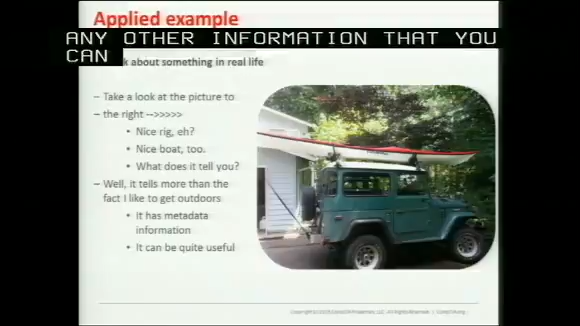 Applied example
ANY OTHER INFORMATION THAT YOU
CAN
about something in real life
– Take a look at the picture to
– the right -->>>>>
• Nice rig, eh?
• Nice boat, too.
• What does it tell you?
– Well, it tells more than the
fact I like to get outdoors
• It has metadata
information
• It can be quite useful